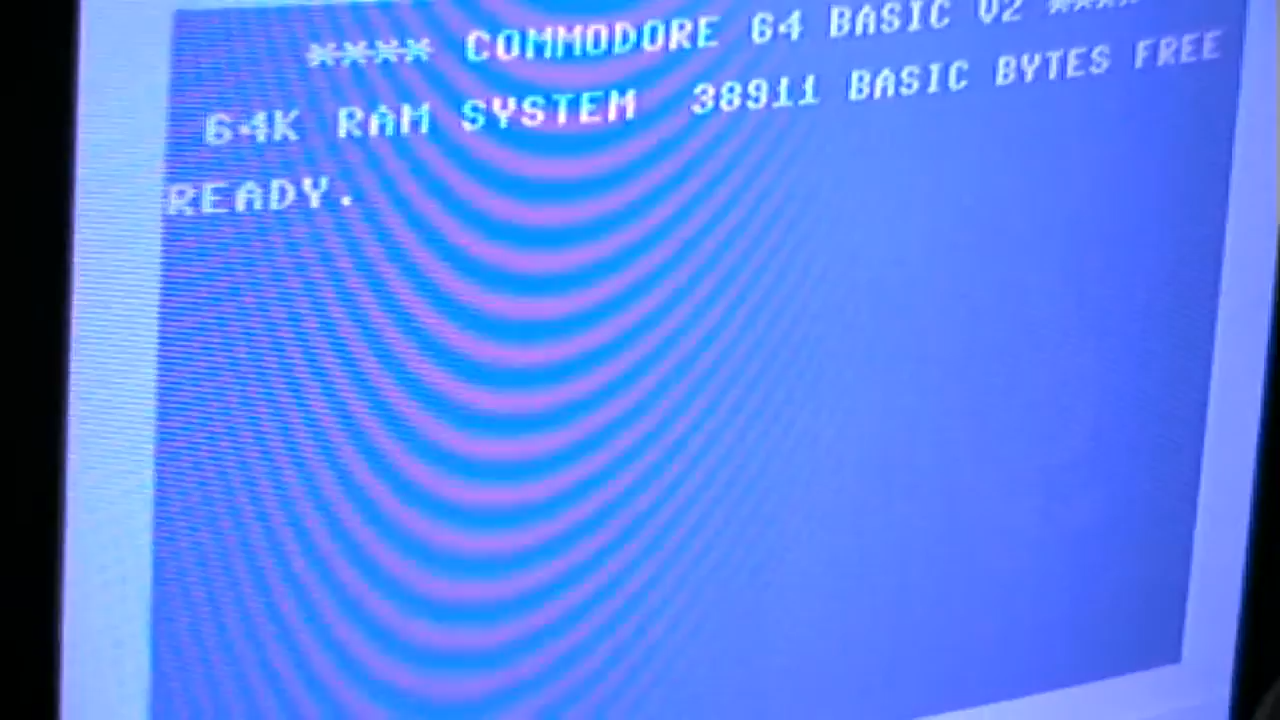 **** COMMODORE 64 BASIC V2 ****
64K RAM SYSTEM  38911 BASIC BYTES FREE
READY.